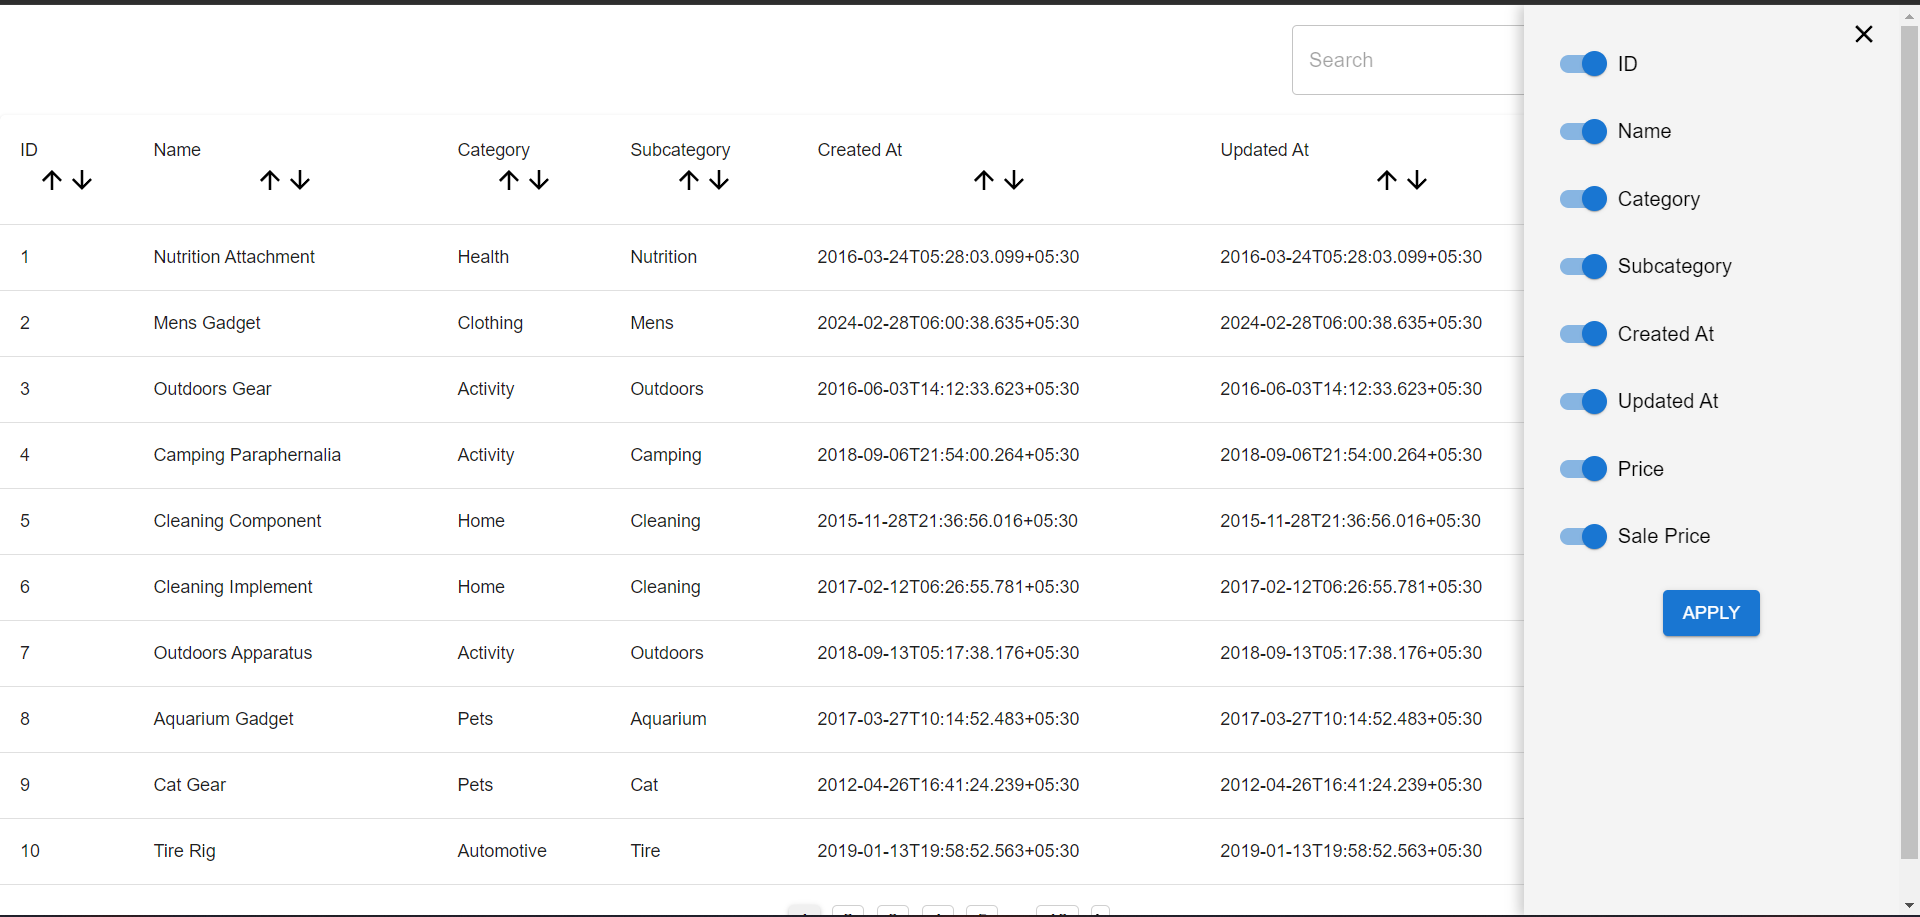 Search
ID Name Category Subcategory Created At Updated At
1 Nutrition Attachment Health Nutrition 2016-03-24T05:28:03.099+05:30 2016-03-24T05:28:03.099+05:30
2 Mens Gadget Clothing Mens 2024-02-28T06:00:38.635+05:30 2024-02-28T06:00:38.635+05:30
3 Outdoors Gear Activity Outdoors 2016-06-03T14:12:33.623+05:30 2016-06-03T14:12:33.623+05:30
4 Camping Paraphernalia Activity Camping 2018-09-06T21:54:00.264+05:30 2018-09-06T21:54:00.264+05:30
5 Cleaning Component Home Cleaning 2015-11-28T21:36:56.016+05:30 2015-11-28T21:36:56.016+05:30
6 Cleaning Implement Home Cleaning 2017-02-12T06:26:55.781+05:30 2017-02-12T06:26:55.781+05:30
7 Outdoors Apparatus Activity Outdoors 2018-09-13T05:17:38.176+05:30 2018-09-13T05:17:38.176+05:30
8 Aquarium Gadget Pets Aquarium 2017-03-27T10:14:52.483+05:30 2017-03-27T10:14:52.483+05:30
9 Cat Gear Pets Cat 2012-04-26T16:41:24.239+05:30 2012-04-26T16:41:24.239+05:30
10 Tire Rig Automotive Tire 2019-01-13T19:58:52.563+05:30 2019-01-13T19:58:52.563+05:30
ID
Name
Category
Subcategory
Created At
Updated At
Price
Sale Price
APPLY